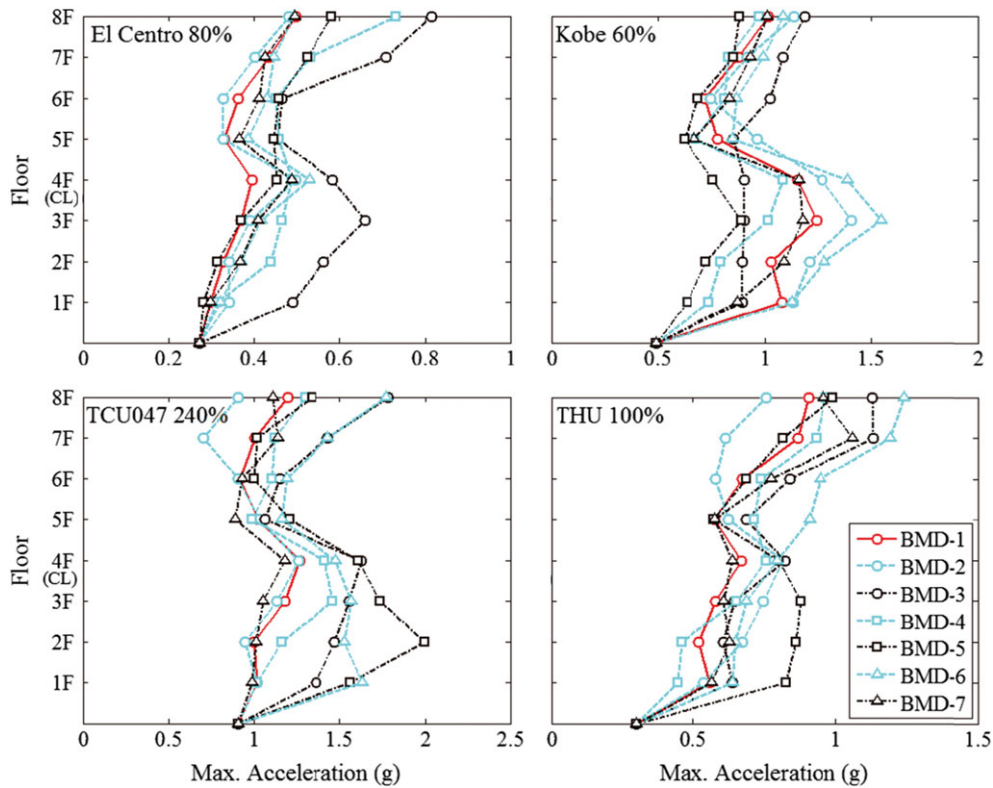 El Centro 80%
Floor
8F
7F
6F
5F
4F
(CL)
3F
2F
1F
0 0.2 0.4 0.6 0.8 1
Kobe 60%
0 0.5 1 1.5 2
TCU047 240%
Floor
8F
7F
6F
5F
4F
(CL)
3F
2F
1F
0 0.5 1 1.5 2 2.5
Max. Acceleration (g)
THU 100%
BMD-1
BMD-2
BMD-3
BMD-4
BMD-5
BMD-6
BMD-7
0.5 1 1.5
Max. Acceleration (g)